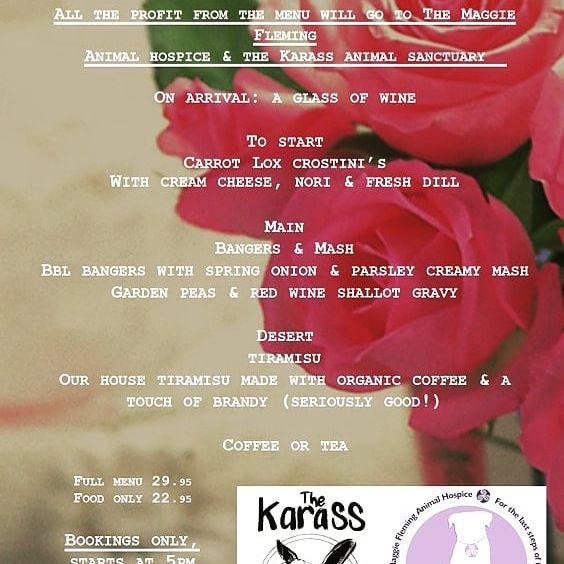 All the profit from the menu will go to The Maggie
Fleming
Animal hospice & the Karass animal sanctuary
On arrival: a glass of wine
To start
Carrot Lox crostini's
With cream cheese, nori & fresh dill
Main
Bangers & Mash
Bbl bangers with spring onion & parsley creamy mash
Garden peas & red wine shallot gravy
Desert
tiramisu
Our house tiramisu made with organic coffee & a
touch of brandy (seriously good!)
Coffee or tea
Full menu 29.95
Food only 22.95
Bookings only,
starts at 5pm
The
Karass
Maggie Fleming Animal Hospice
For the last steps of